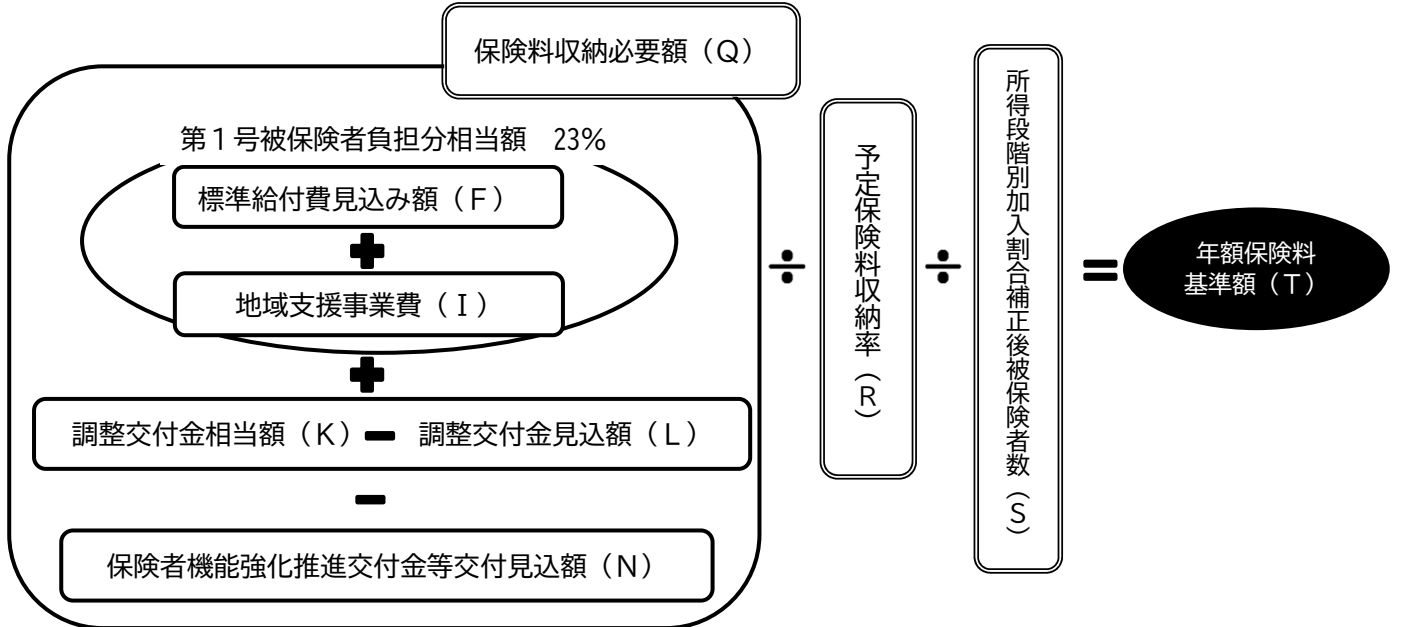 保険料収納必要額（Q）
第１号被保険者負担分相当額　23%
標準給付費見込み額（F）
＋
地域支援事業費（I）
＋
調整交付金相当額（K）－　調整交付金見込額（L）
－
保険者機能強化推進交付金等交付見込額（N）
÷
予定保険料収納率（R）
÷
所得段階別加入割合補正後被保険者数（S）
＝
年額保険料
基準額（T）